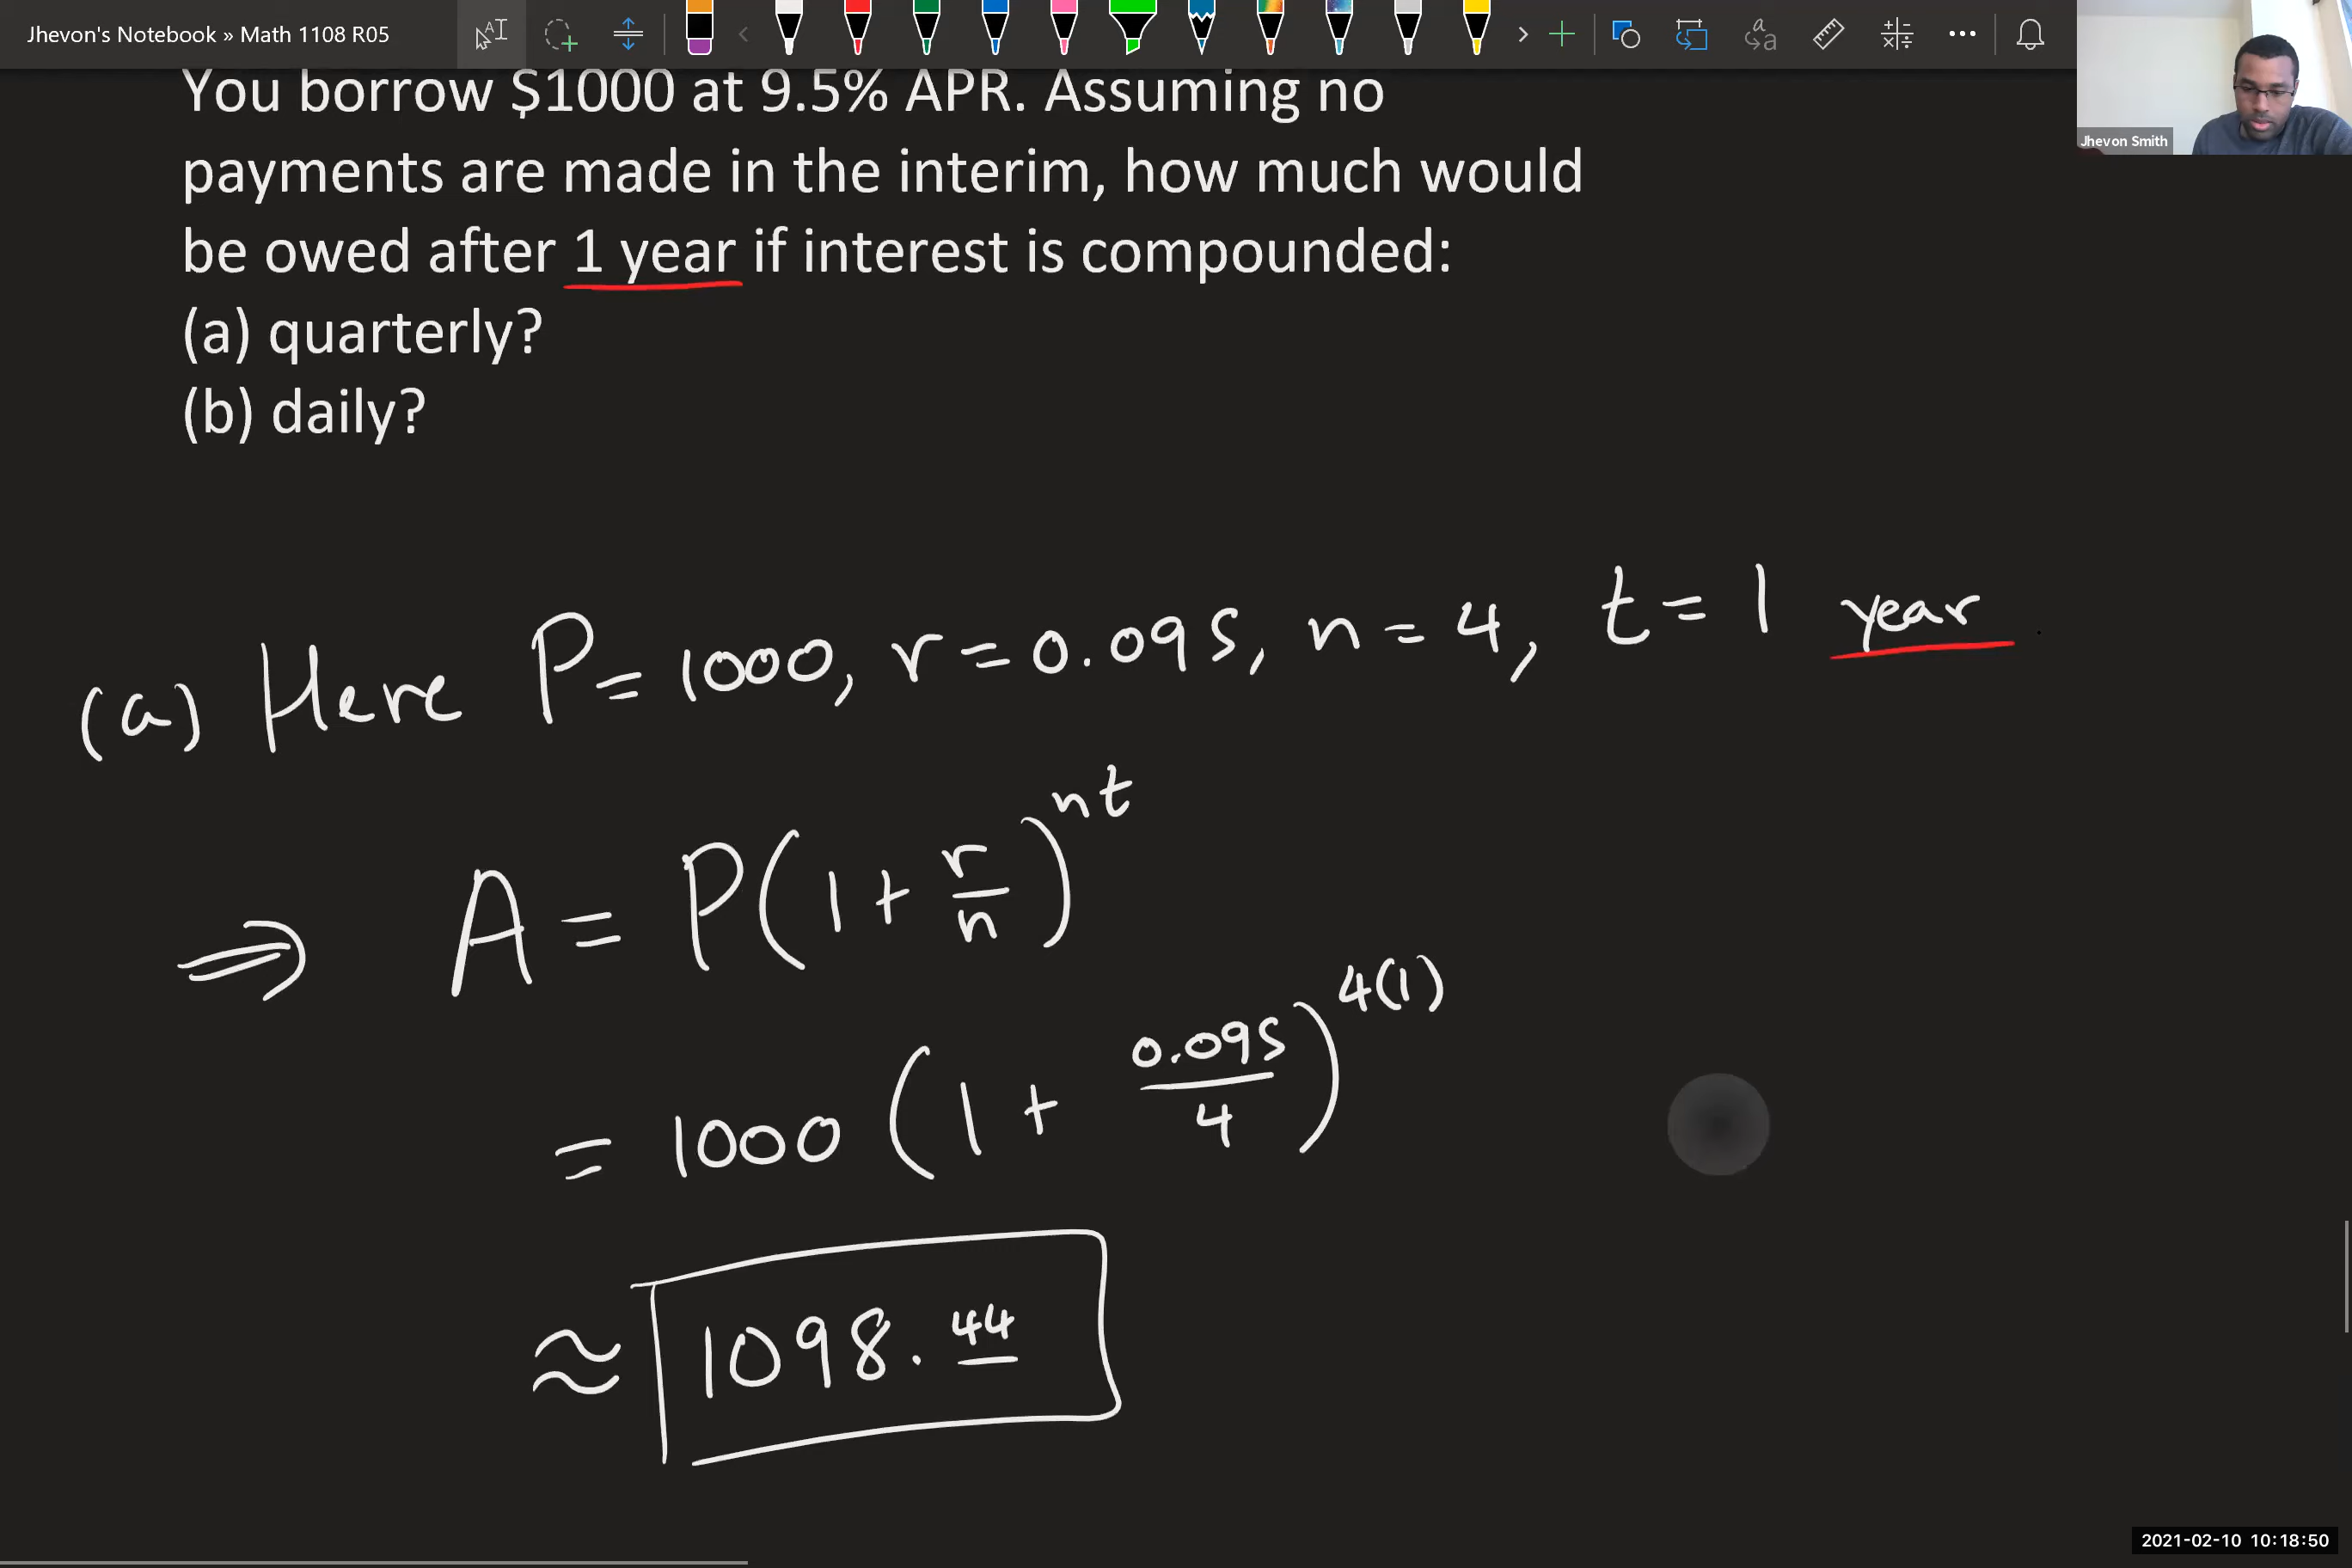 Jhevon's Notebook » Math 1108 R05
Jhevon Smith
You borrow $1000 at 9.5% APR. Assuming no
payments are made in the interim, how much would
be owed after 1 year if interest is compounded:
(a) quarterly?
(b) daily?
(a) Here P = 1000, r = 0.095, n = 4, t = 1 year
⇒ A = P(1 + r/n)^nt
= 1000 (1 + 0.095/4)^4(1)
≈ 1098.44
2021-02-10 10:18:50